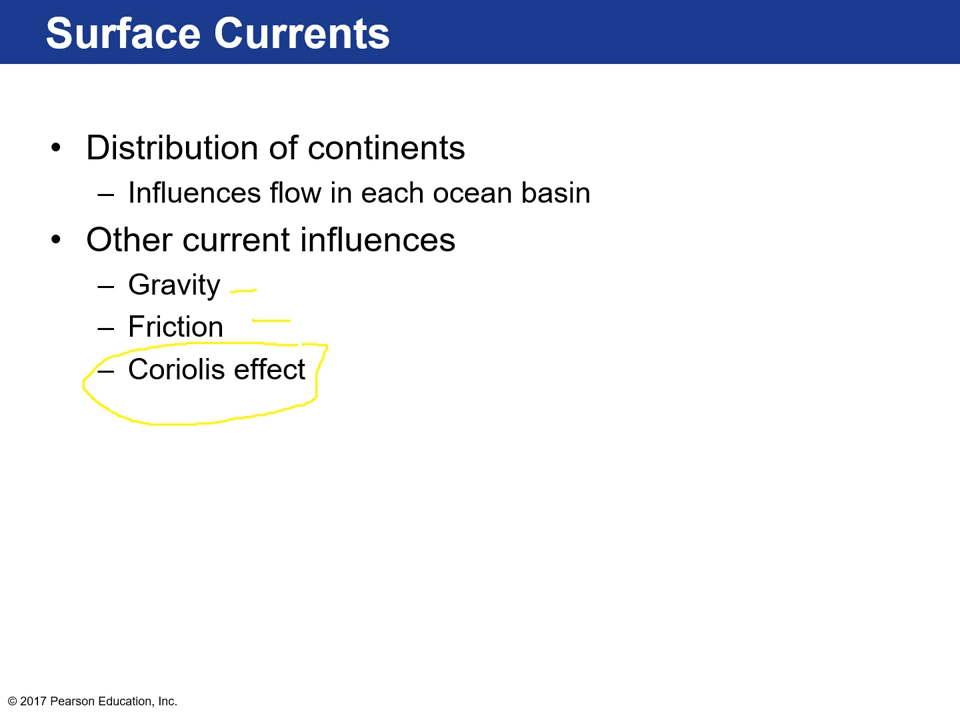 Surface Currents
• Distribution of continents
– Influences flow in each ocean basin
• Other current influences
– Gravity
– Friction
– Coriolis effect
© 2017 Pearson Education, Inc.